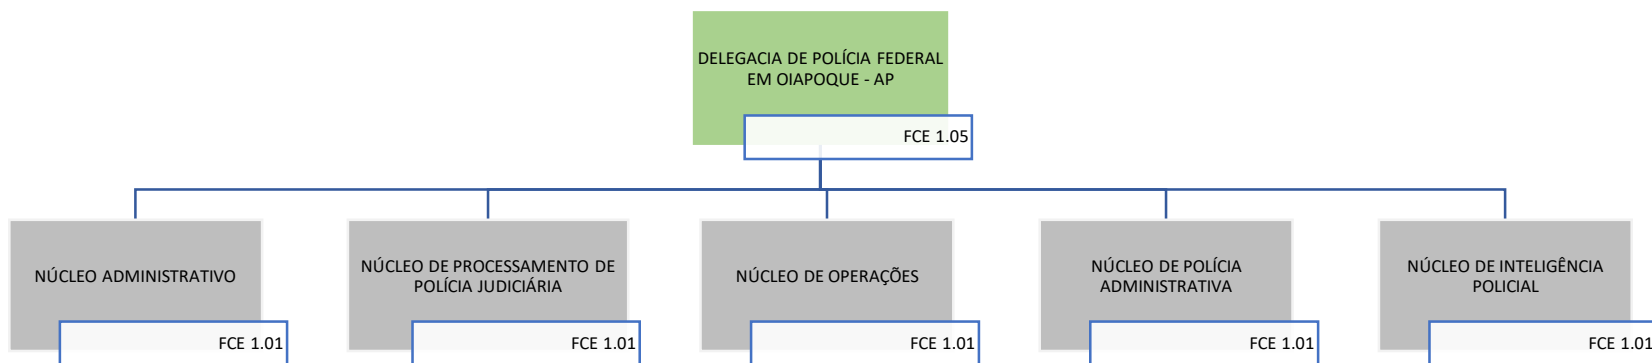 DELEGACIA DE POLÍCIA FEDERAL
EM OIAPOQUE - AP
FCE 1.05
NÚCLEO ADMINISTRATIVO
FCE 1.01
NÚCLEO DE PROCESSAMENTO DE
POLÍCIA JUDICIÁRIA
FCE 1.01
NÚCLEO DE OPERAÇÕES
FCE 1.01
NÚCLEO DE POLÍCIA
ADMINISTRATIVA
FCE 1.01
NÚCLEO DE INTELIGÊNCIA
POLICIAL
FCE 1.01